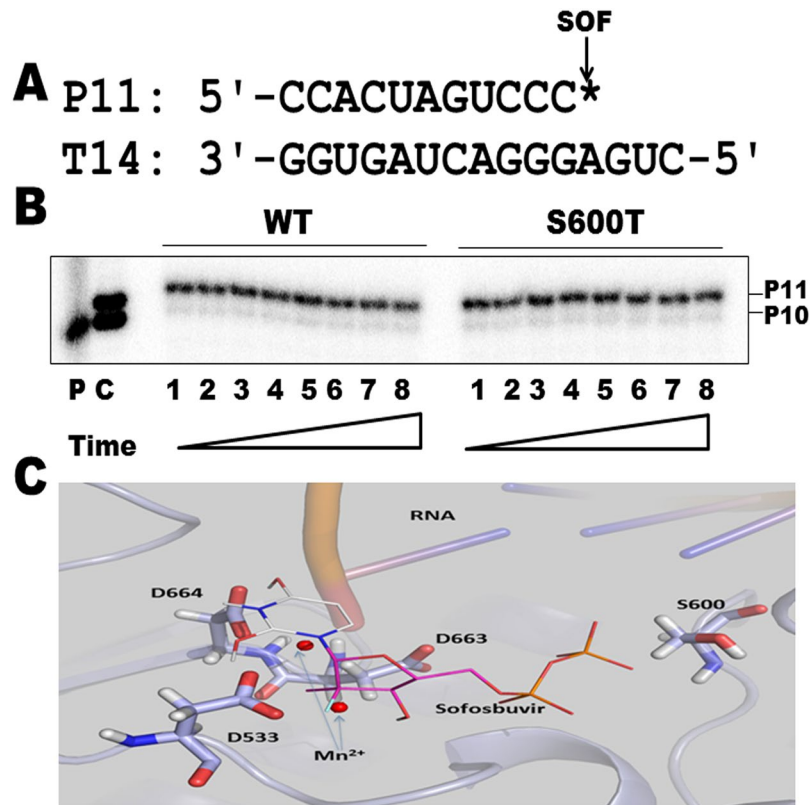 SOF
A
P11: 5'-CCACUAGUCCC*
T14: 3'-GGUGAUCAGGGAGUC-5'
B
WT S600T
P11
P10
P C 1 2 3 4 5 6 7 8 1 2 3 4 5 6 7 8
Time
C
RNA
D664
S600
D663
Sofosbuvir
D533
Mn²⁺